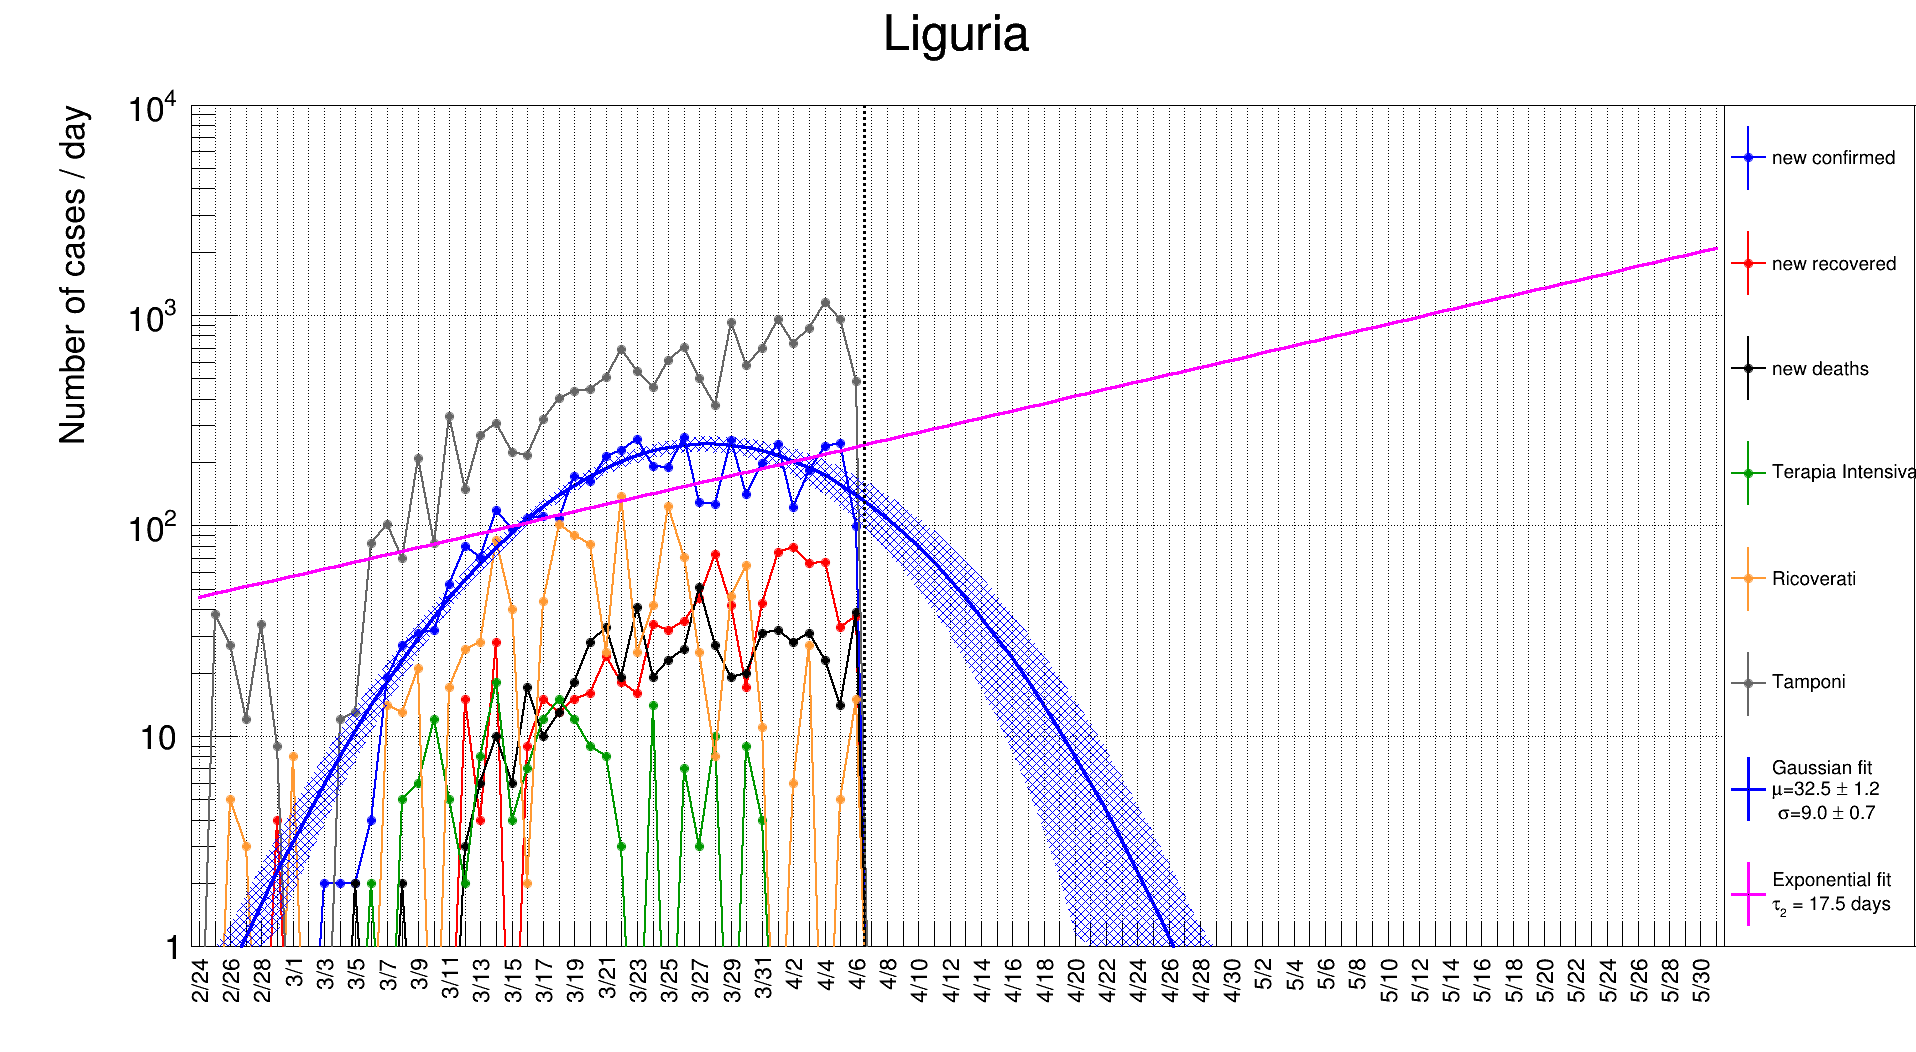 Liguria
Number of cases / day
10^4
10^3
10^2
10
1
2/24 2/26 2/28 3/1 3/3 3/5 3/7 3/9 3/11 3/13 3/15 3/17 3/19 3/21 3/23 3/25 3/27 3/29 3/31 4/2 4/4 4/6 4/8 4/10 4/12 4/14 4/16 4/18 4/20 4/22 4/24 4/26 4/28 4/30 5/2 5/4 5/6 5/8 5/10 5/12 5/14 5/16 5/18 5/20 5/22 5/24 5/26 5/28 5/30
new confirmed
new recovered
new deaths
Terapia Intensiva
Ricoverati
Tamponi
Gaussian fit
μ=32.5 ± 1.2
σ=9.0 ± 0.7
Exponential fit
τ₂ = 17.5 days